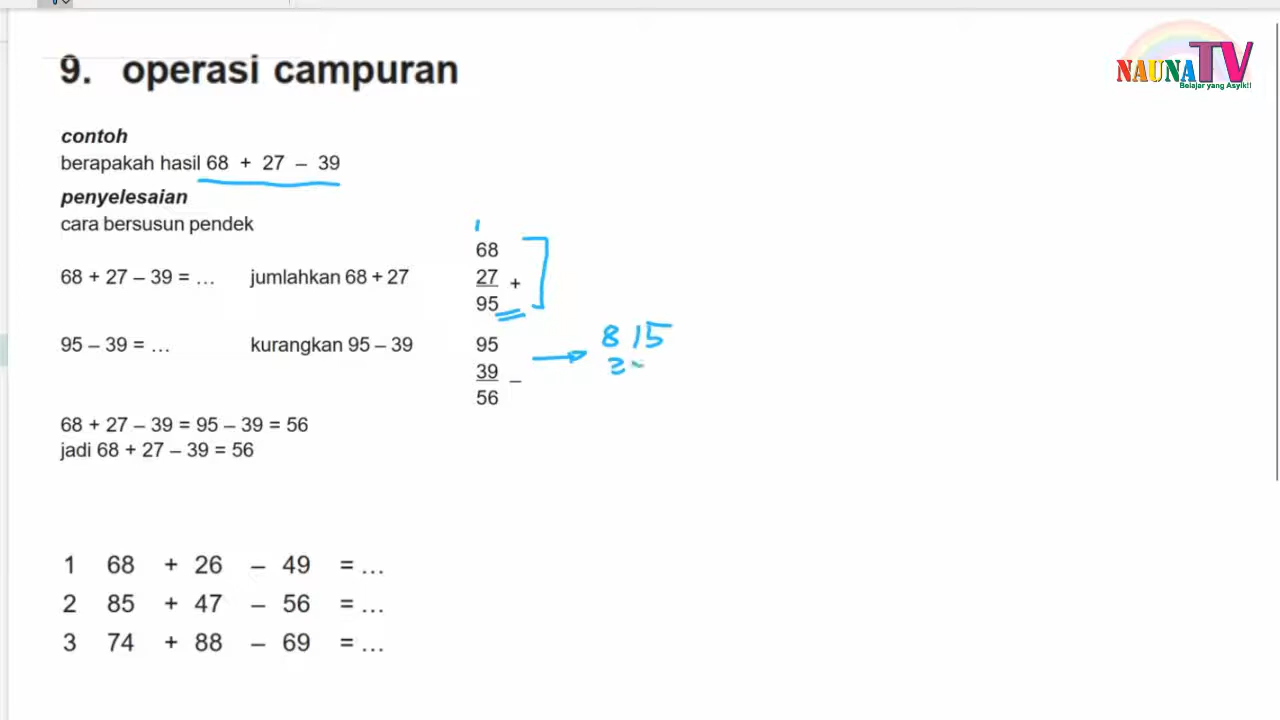 NAUNA TV
Belajar yang Asyik!!
9. operasi campuran
contoh
berapakah hasil 68 + 27 – 39
penyelesaian
cara bersusun pendek
1
68
68 + 27 – 39 = … jumlahkan 68 + 27 27 +
95
8 15
95 – 39 = … kurangkan 95 – 39 95
3
39 –
56
68 + 27 – 39 = 95 – 39 = 56
jadi 68 + 27 – 39 = 56
1 68 + 26 – 49 = …
2 85 + 47 – 56 = …
3 74 + 88 – 69 = …